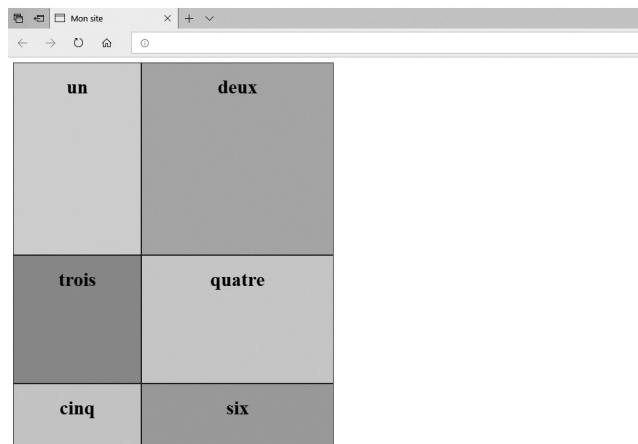 Mon site
un
deux
trois
quatre
cinq
six